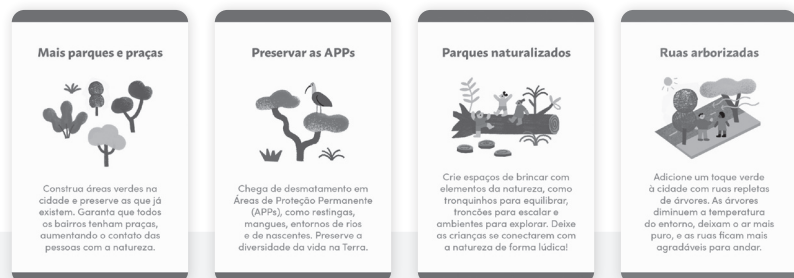 Mais parques e praças
Construa áreas verdes na
cidade e preserve as que já
existem. Garanta que todos
os bairros tenham praças,
aumentando o contato das
pessoas com a natureza.
Preservar as APPs
Chega de desmatamento em
Áreas de Proteção Permanente
(APPs), como restingas,
mangues, entornos de rios
e de nascentes. Preserve a
diversidade da vida na Terra.
Parques naturalizados
Crie espaços de brincar com
elementos da natureza, como
tronquinhos para equilibrar,
troncões para escalar e
ambientes para explorar. Deixe
as crianças se conectarem com
a natureza de forma lúdica!
Ruas arborizadas
Adicione um toque verde
à cidade com ruas repletas
de árvores. As árvores
diminuem a temperatura
do entorno, deixam o ar mais
puro, e as ruas ficam mais
agradáveis para andar.